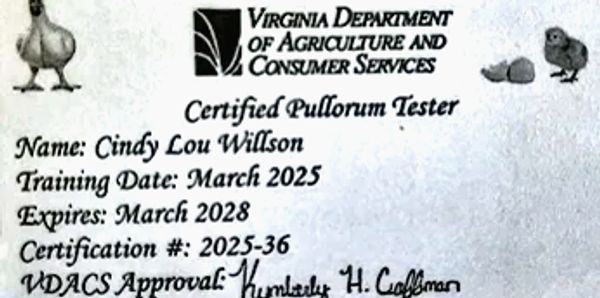 VIRGINIA DEPARTMENT
OF AGRICULTURE AND
CONSUMER SERVICES
Certified Pullorum Tester
Name: Cindy Lou Willson
Training Date: March 2025
Expires: March 2028
Certification #: 2025-36
VDACS Approval: Kimberly H.